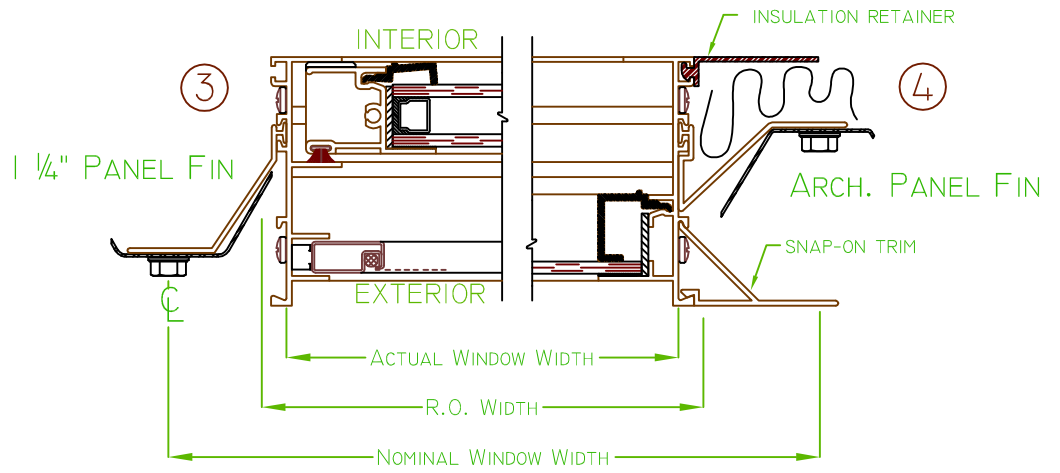 INSULATION RETAINER
INTERIOR
3
4
1 ¼" PANEL FIN
ARCH. PANEL FIN
SNAP-ON TRIM
EXTERIOR
℄
ACTUAL WINDOW WIDTH
R.O. WIDTH
NOMINAL WINDOW WIDTH